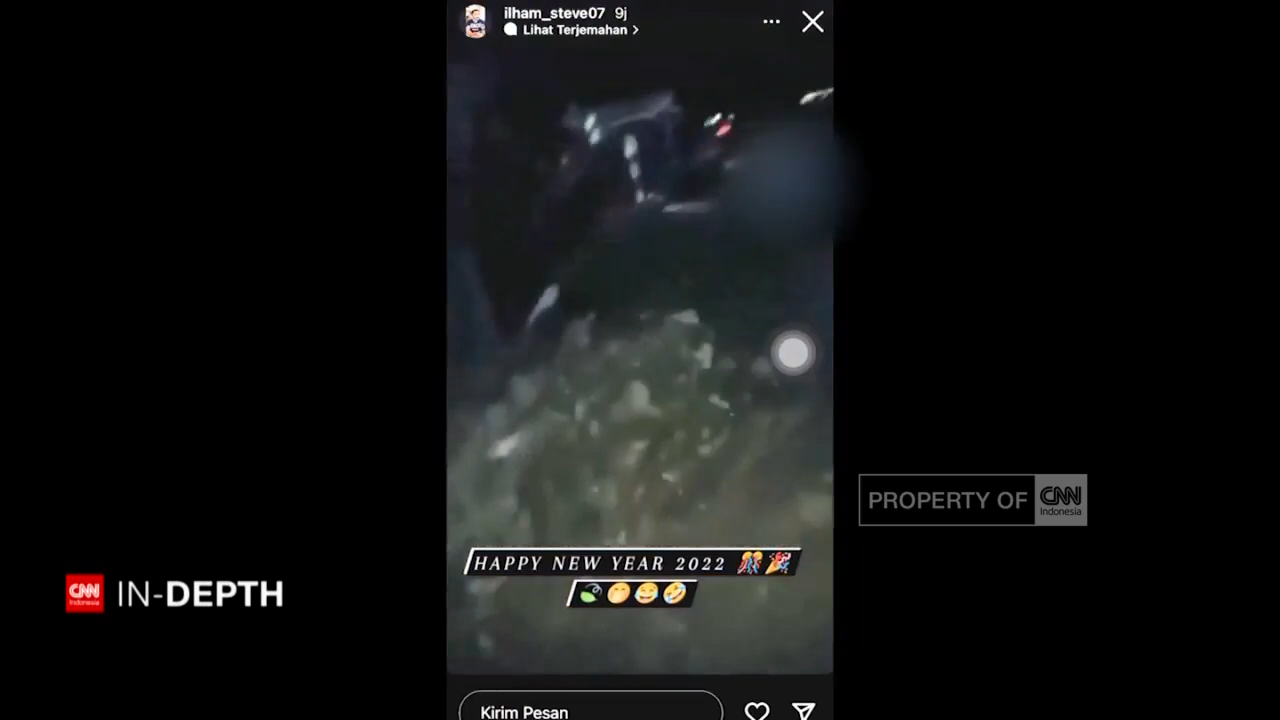 ilham_steve07 9j
Lihat Terjemahan >
HAPPY NEW YEAR 2022 🎊🎉
🍃🤭😂🤣
PROPERTY OF CNN Indonesia
CNN Indonesia IN-DEPTH
Kirim Pesan